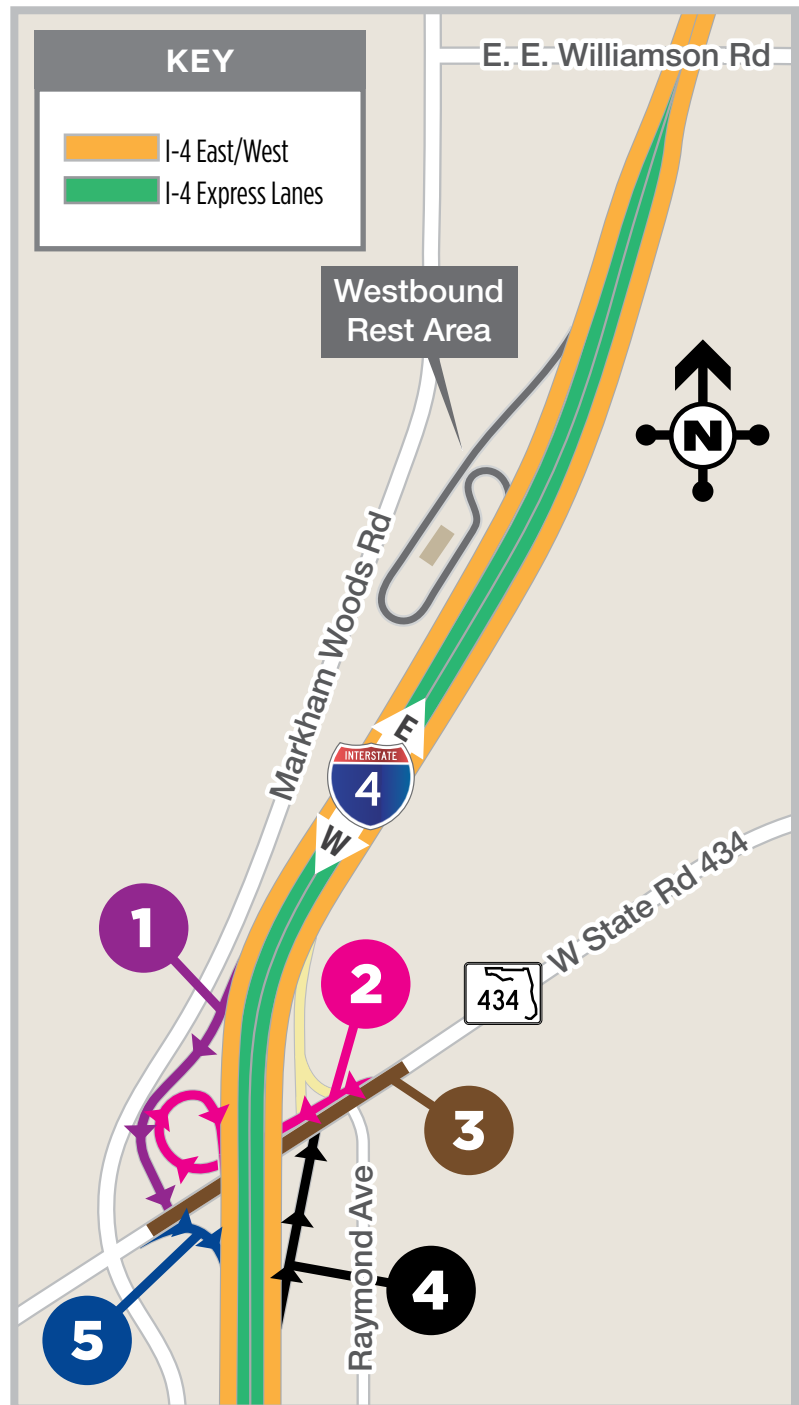 KEY
I-4 East/West
I-4 Express Lanes
E. E. Williamson Rd
Westbound
Rest Area
N
Markham Woods Rd
E
INTERSTATE
4
W
W State Rd 434
434
1
2
3
Raymond Ave
4
5